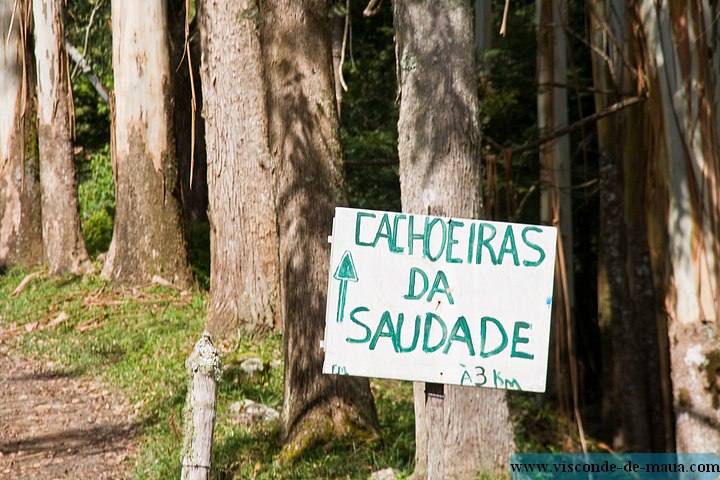 CACHOEIRAS
DA
SAUDADE
À 3 Km
www.visconde-de-maua.com